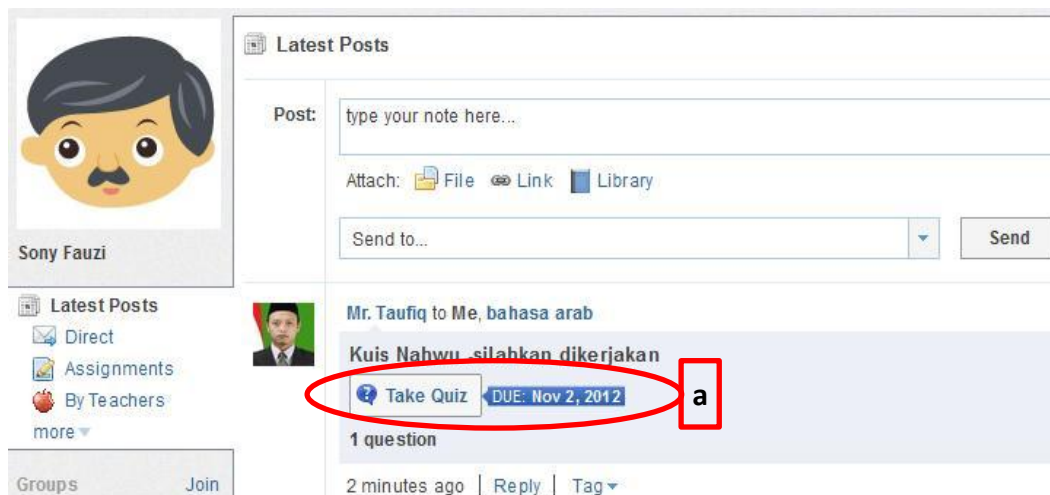 Latest Posts
Post:
type your note here...
Attach: File Link Library
Send to...
Send
Sony Fauzi
Latest Posts
Direct
Assignments
By Teachers
more
Groups Join
Mr. Taufiq to Me, bahasa arab
Kuis Nahwu, silahkan dikerjakan
Take Quiz DUE: Nov 2, 2012
a
1 question
2 minutes ago | Reply | Tag